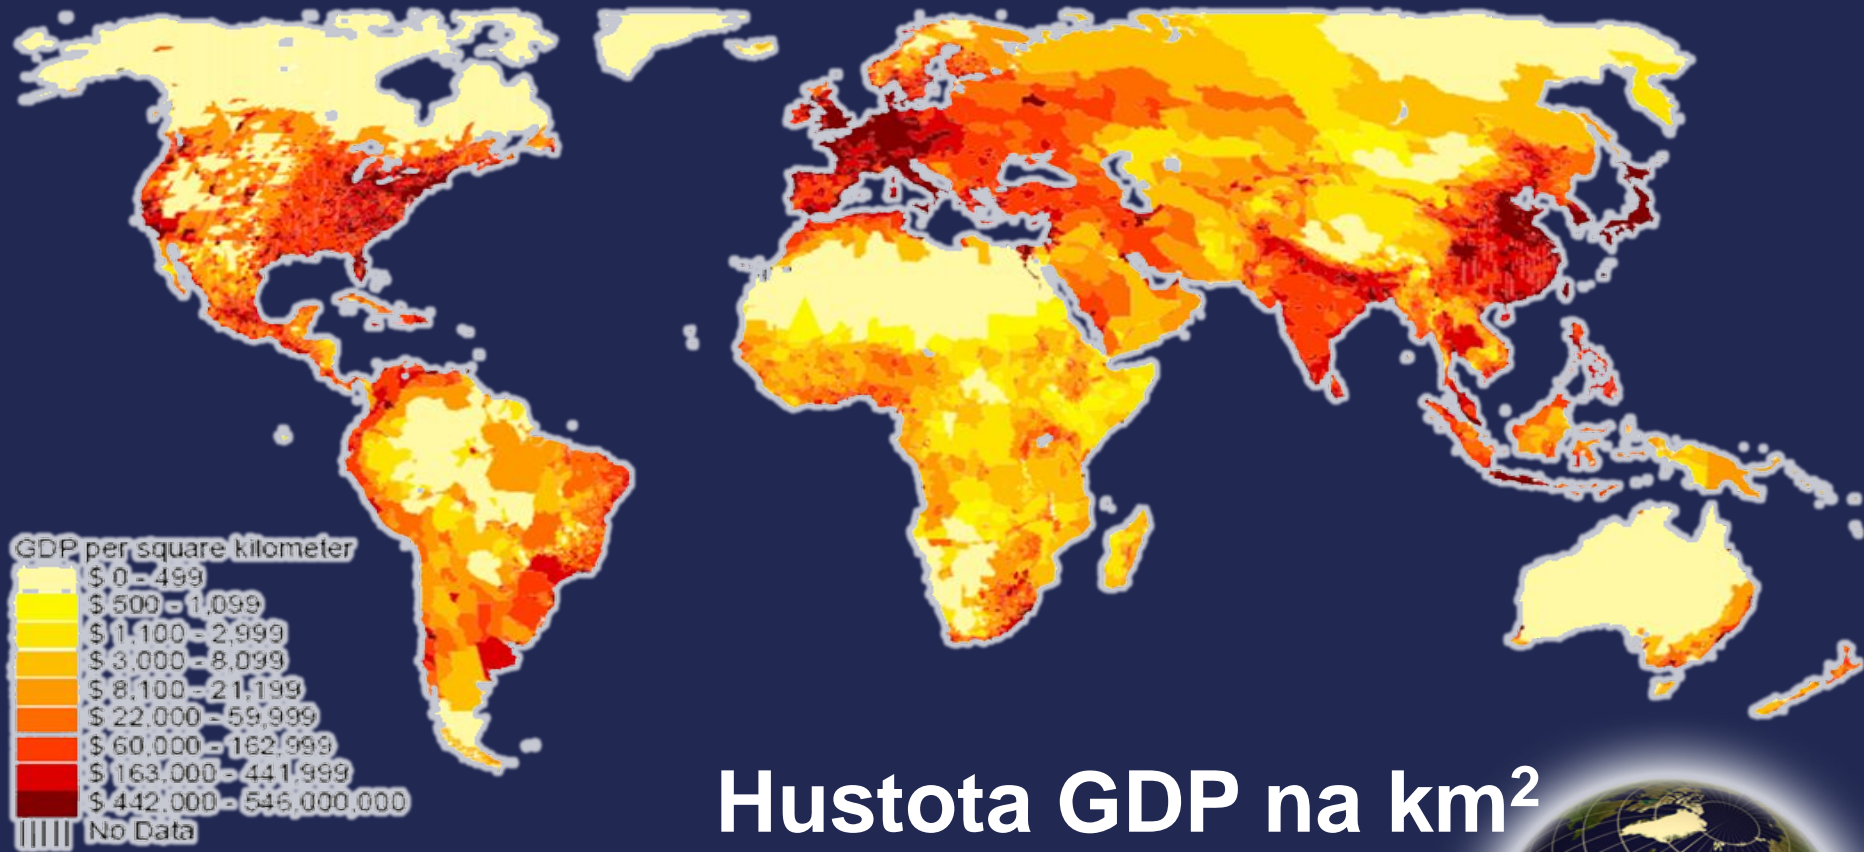 GDP per square kilometer
$ 0 - 499
$ 500 - 1,099
$ 1,100 - 2,999
$ 3,000 - 8,099
$ 8,100 - 21,199
$ 22,000 - 59,999
$ 60,000 - 162,999
$ 163,000 - 441,999
$ 442,000 - 546,000,000
No Data
Hustota GDP na km²